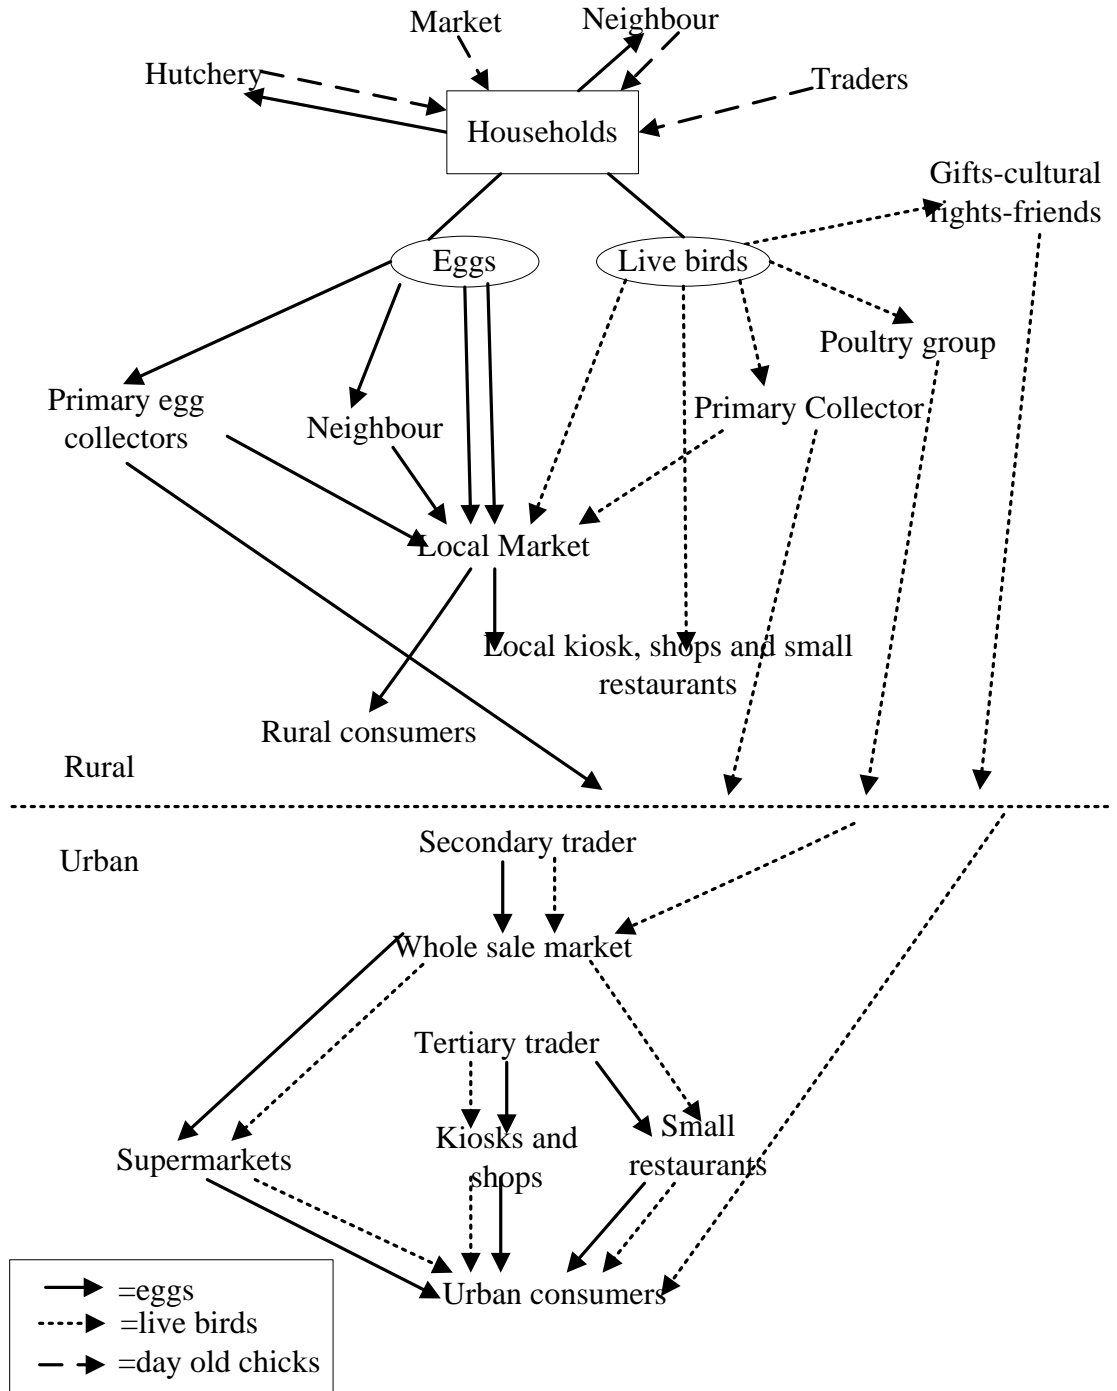 Market
Neighbour
Hutchery
Traders
Households
Gifts-cultural
rights-friends
Eggs
Live birds
Poultry group
Primary egg
collectors
Neighbour
Primary Collector
Local Market
Local kiosk, shops and small
restaurants
Rural consumers
Rural
Urban
Secondary trader
Whole sale market
Tertiary trader
Kiosks and
shops
Small
restaurants
Supermarkets
Urban consumers
=eggs
=live birds
=day old chicks